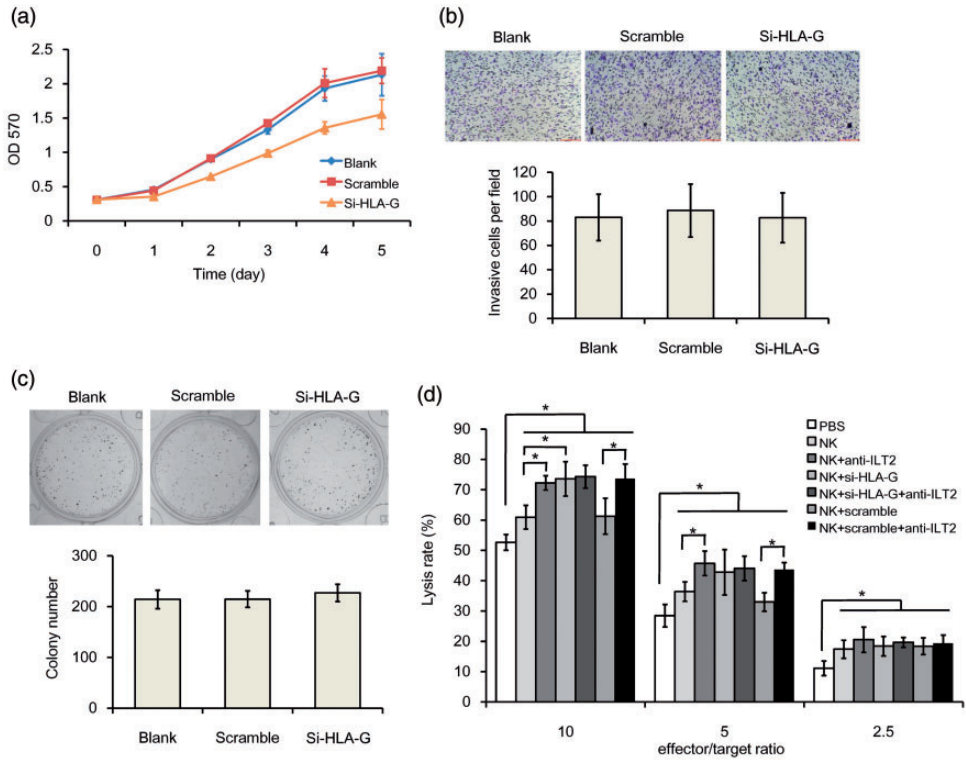 (a)
2.5
2
1.5
1
0.5
0
OD 570
Blank
Scramble
Si-HLA-G
0 1 2 3 4 5
Time (day)
(b)
Blank Scramble Si-HLA-G
120
100
80
60
40
20
0
Invasive cells per field
Blank Scramble Si-HLA-G
(c)
Blank Scramble Si-HLA-G
300
200
100
0
Colony number
Blank Scramble Si-HLA-G
(d)
90
80
70
60
50
40
30
20
10
0
Lysis rate (%)
* * * *
* * *
*
PBS
NK
NK+anti-ILT2
NK+si-HLA-G
NK+si-HLA-G+anti-ILT2
NK+scramble
NK+scramble+anti-ILT2
10 5 2.5
effector/target ratio